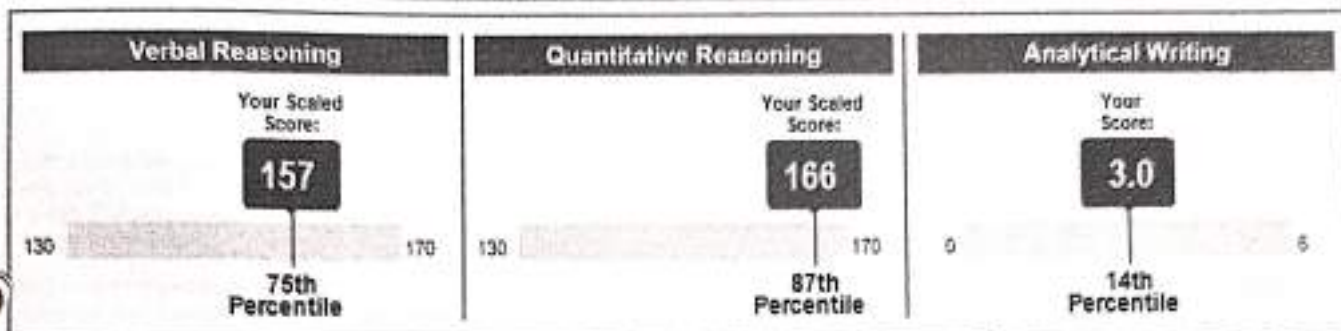 Verbal Reasoning
Your Scaled
Score:
157
130
170
75th
Percentile
Quantitative Reasoning
Your Scaled
Score:
166
130
170
87th
Percentile
Analytical Writing
Your
Score:
3.0
0
6
14th
Percentile